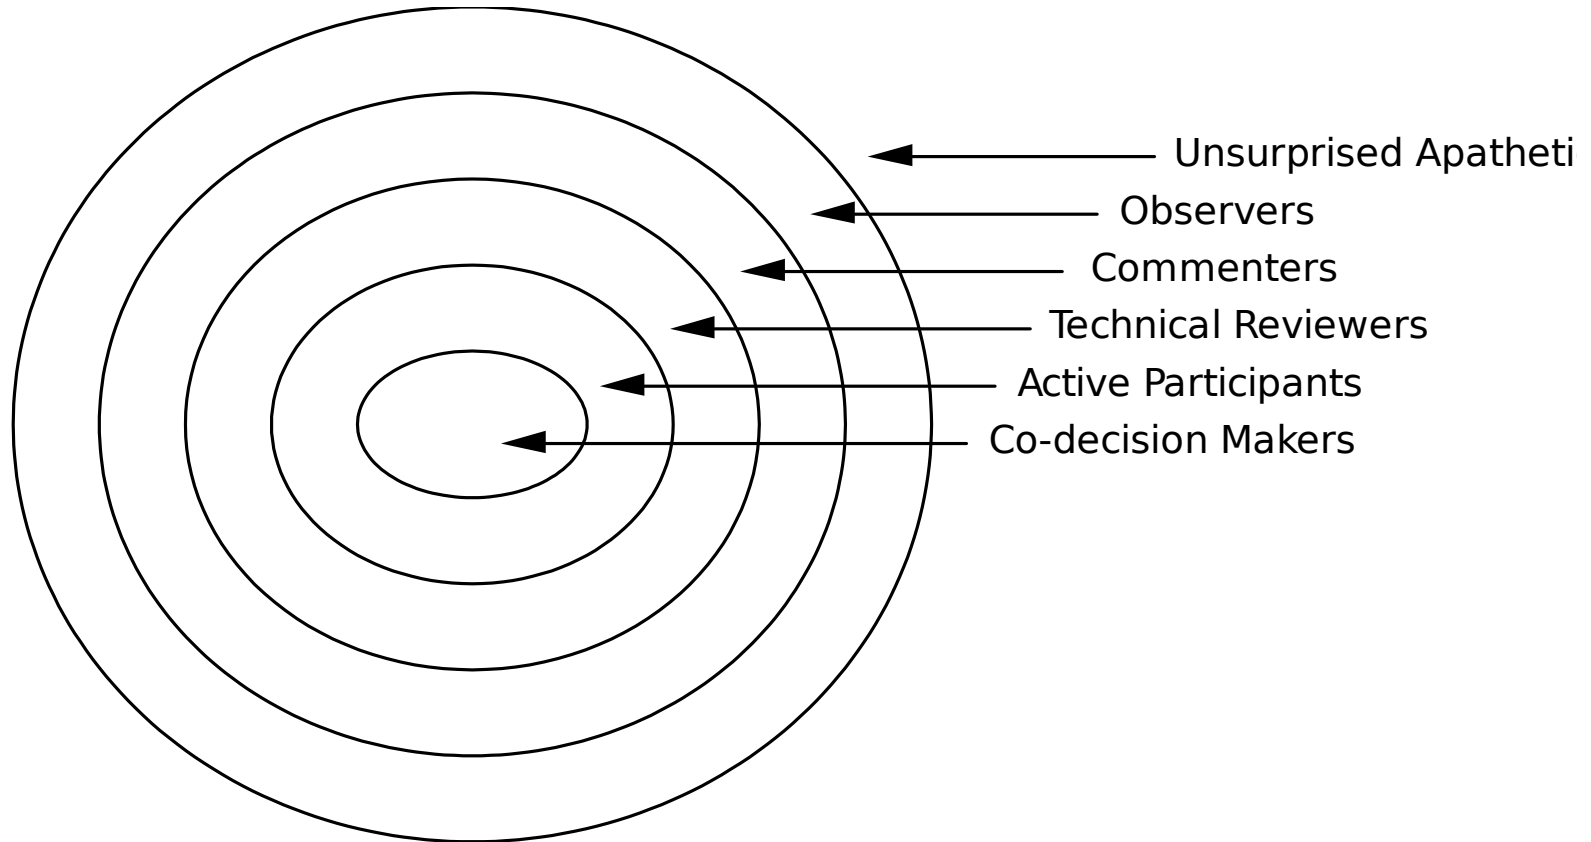 Unsurprised Apatheti
Observers
Commenters
Technical Reviewers
Active Participants
Co-decision Makers